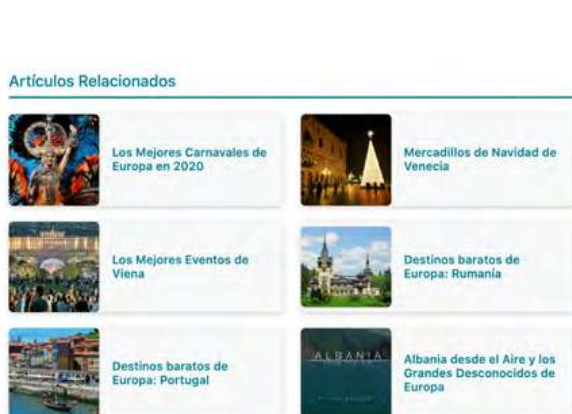 Artículos Relacionados
Los Mejores Carnavales de
Europa en 2020
Mercadillos de Navidad de
Venecia
Los Mejores Eventos de
Viena
Destinos baratos de
Europa: Rumanía
Destinos baratos de
Europa: Portugal
ALBANIA
Albania desde el Aire y los
Grandes Desconocidos de
Europa